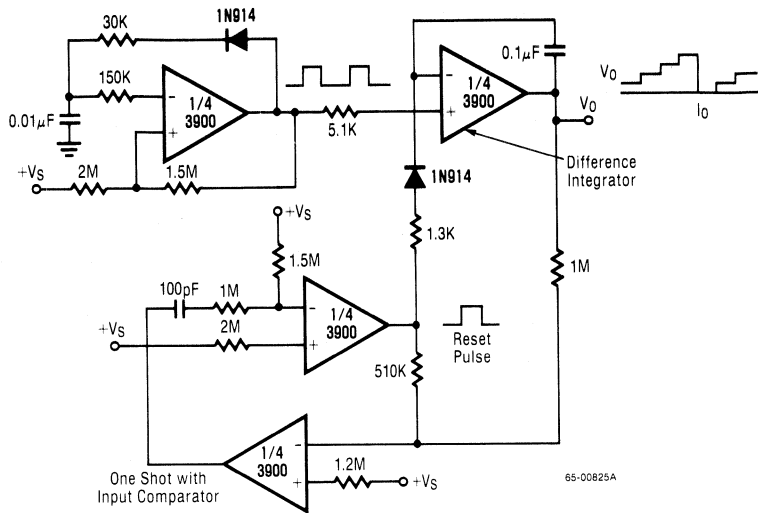 1N914
30K
150K
0.01µF
-
+
1/4
3900
+VS
2M
1.5M
5.1K
-
+
1/4
3900
0.1µF
VO
VO
IO
Difference
Integrator
1N914
1.3K
1M
+VS
1.5M
100pF
1M
+VS
2M
-
+
1/4
3900
Reset
Pulse
510K
-
+
1/4
3900
1.2M
+VS
One Shot with
Input Comparator
65-00825A